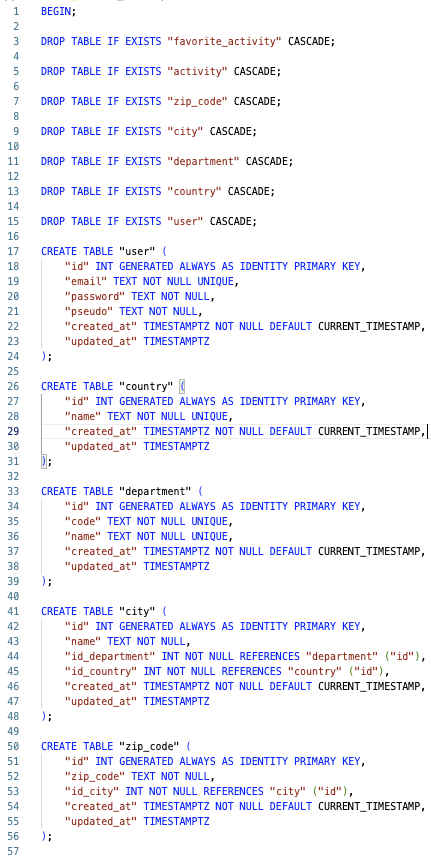 1 BEGIN;
2
3 DROP TABLE IF EXISTS "favorite_activity" CASCADE;
4
5 DROP TABLE IF EXISTS "activity" CASCADE;
6
7 DROP TABLE IF EXISTS "zip_code" CASCADE;
8
9 DROP TABLE IF EXISTS "city" CASCADE;
10
11 DROP TABLE IF EXISTS "department" CASCADE;
12
13 DROP TABLE IF EXISTS "country" CASCADE;
14
15 DROP TABLE IF EXISTS "user" CASCADE;
16
17 CREATE TABLE "user" (
18     "id" INT GENERATED ALWAYS AS IDENTITY PRIMARY KEY,
19     "email" TEXT NOT NULL UNIQUE,
20     "password" TEXT NOT NULL,
21     "pseudo" TEXT NOT NULL,
22     "created_at" TIMESTAMPTZ NOT NULL DEFAULT CURRENT_TIMESTAMP,
23     "updated_at" TIMESTAMPTZ
24 );
25
26 CREATE TABLE "country" (
27     "id" INT GENERATED ALWAYS AS IDENTITY PRIMARY KEY,
28     "name" TEXT NOT NULL UNIQUE,
29     "created_at" TIMESTAMPTZ NOT NULL DEFAULT CURRENT_TIMESTAMP,
30     "updated_at" TIMESTAMPTZ
31 );
32
33 CREATE TABLE "department" (
34     "id" INT GENERATED ALWAYS AS IDENTITY PRIMARY KEY,
35     "code" TEXT NOT NULL UNIQUE,
36     "name" TEXT NOT NULL UNIQUE,
37     "created_at" TIMESTAMPTZ NOT NULL DEFAULT CURRENT_TIMESTAMP,
38     "updated_at" TIMESTAMPTZ
39 );
40
41 CREATE TABLE "city" (
42     "id" INT GENERATED ALWAYS AS IDENTITY PRIMARY KEY,
43     "name" TEXT NOT NULL,
44     "id_department" INT NOT NULL REFERENCES "department" ("id"),
45     "id_country" INT NOT NULL REFERENCES "country" ("id"),
46     "created_at" TIMESTAMPTZ NOT NULL DEFAULT CURRENT_TIMESTAMP,
47     "updated_at" TIMESTAMPTZ
48 );
49
50 CREATE TABLE "zip_code" (
51     "id" INT GENERATED ALWAYS AS IDENTITY PRIMARY KEY,
52     "zip_code" TEXT NOT NULL,
53     "id_city" INT NOT NULL REFERENCES "city" ("id"),
54     "created_at" TIMESTAMPTZ NOT NULL DEFAULT CURRENT_TIMESTAMP,
55     "updated_at" TIMESTAMPTZ
56 );
57